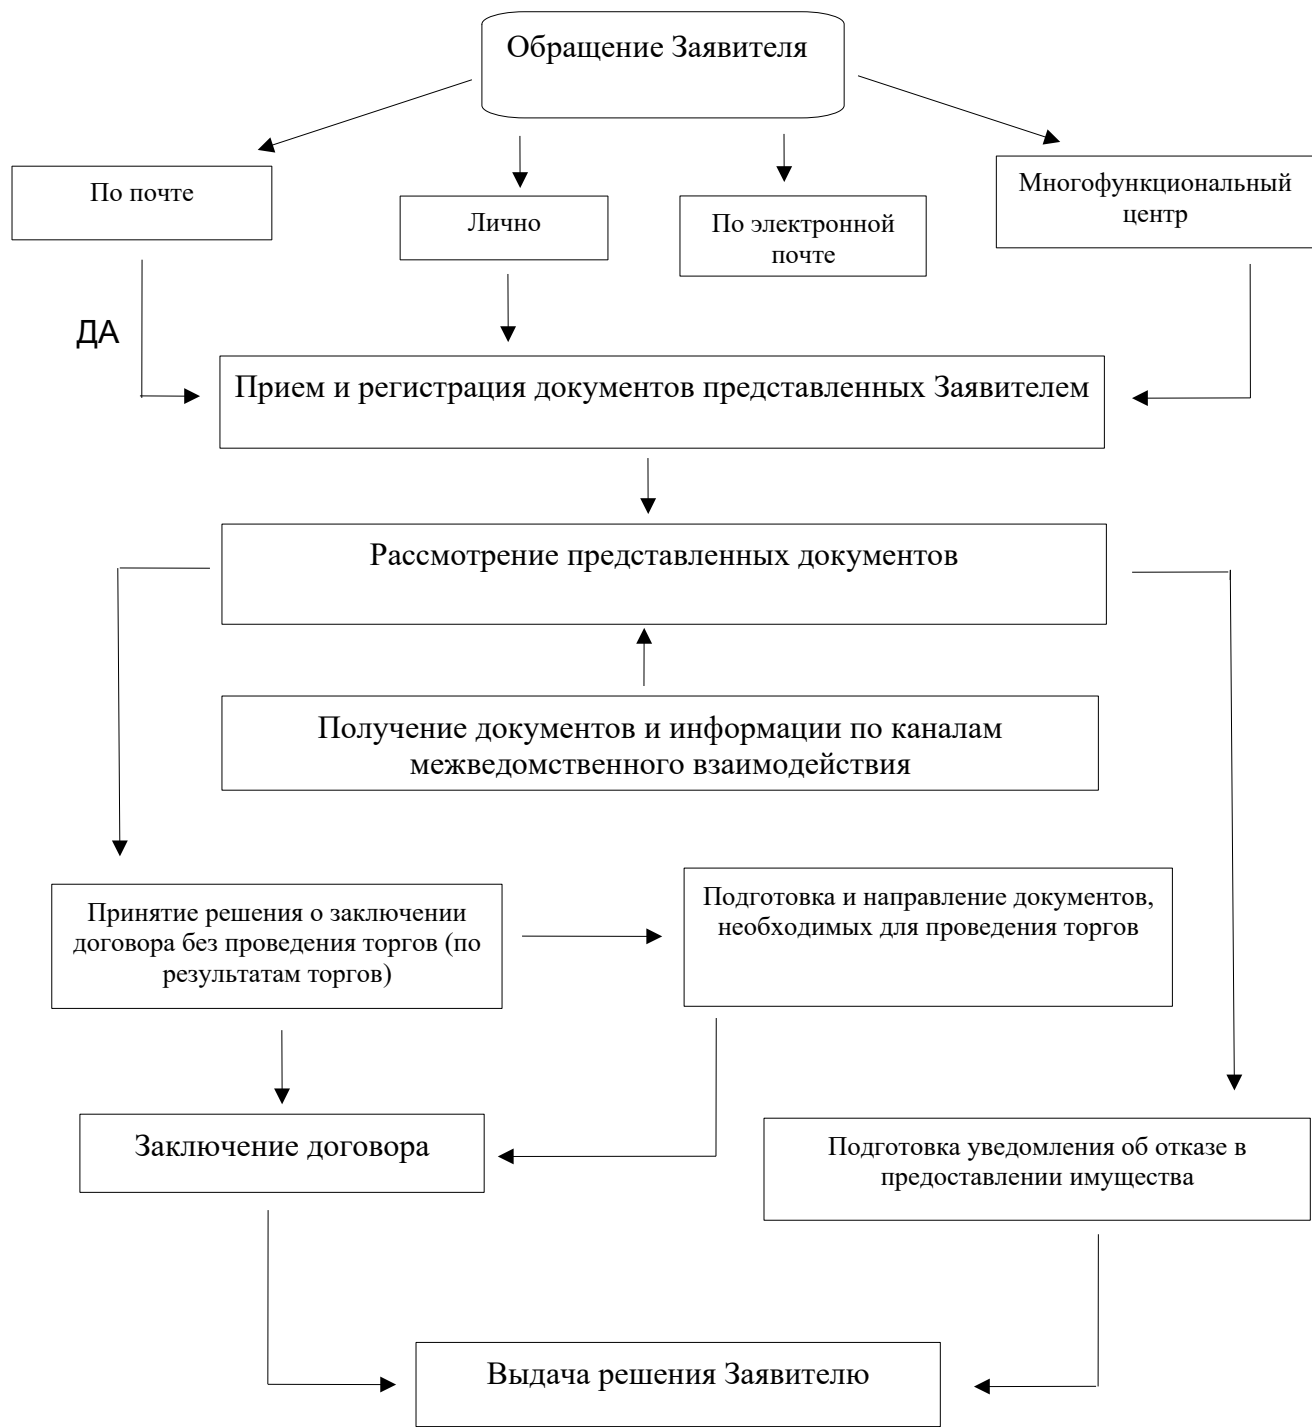 Обращение Заявителя
По почте
Лично
По электронной
почте
Многофункциональный
центр
ДА
Прием и регистрация документов представленных Заявителем
Рассмотрение представленных документов
Получение документов и информации по каналам
межведомственного взаимодействия
Принятие решения о заключении
договора без проведения торгов (по
результатам торгов)
Подготовка и направление документов,
необходимых для проведения торгов
Заключение договора
Подготовка уведомления об отказе в
предоставлении имущества
Выдача решения Заявителю